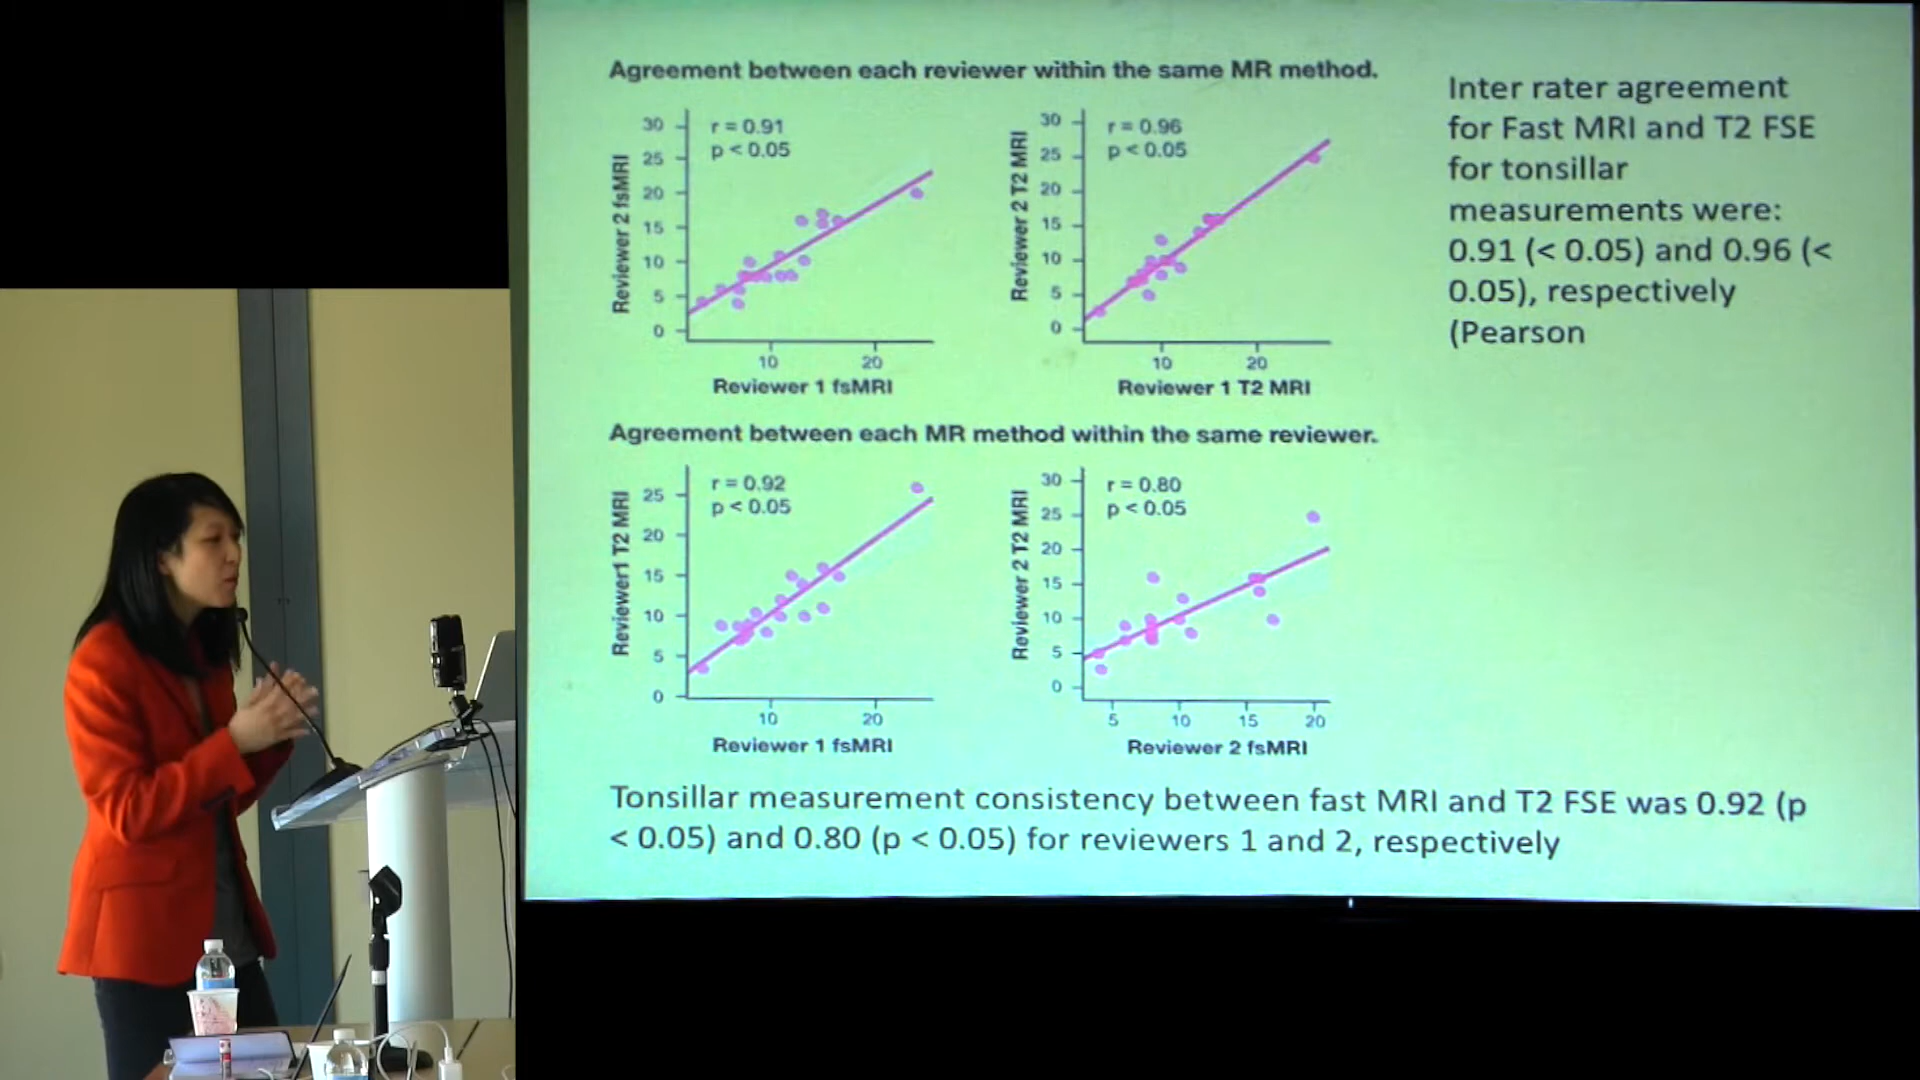 Agreement between each reviewer within the same MR method.
r = 0.91
p < 0.05
30
25
20
15
10
5
0
10
20
Reviewer 2 fsMRI
Reviewer 1 fsMRI
r = 0.96
p < 0.05
30
25
20
15
10
5
0
10
20
Reviewer 2 T2 MRI
Reviewer 1 T2 MRI
Inter rater agreement
for Fast MRI and T2 FSE
for tonsillar
measurements were:
0.91 (< 0.05) and 0.96 (<
0.05), respectively
(Pearson
Agreement between each MR method within the same reviewer.
r = 0.92
p < 0.05
25
20
15
10
5
0
10
20
Reviewer1 T2 MRI
Reviewer 1 fsMRI
r = 0.80
p < 0.05
30
25
20
15
10
5
0
5
10
15
20
Reviewer 2 T2 MRI
Reviewer 2 fsMRI
Tonsillar measurement consistency between fast MRI and T2 FSE was 0.92 (p
< 0.05) and 0.80 (p < 0.05) for reviewers 1 and 2, respectively